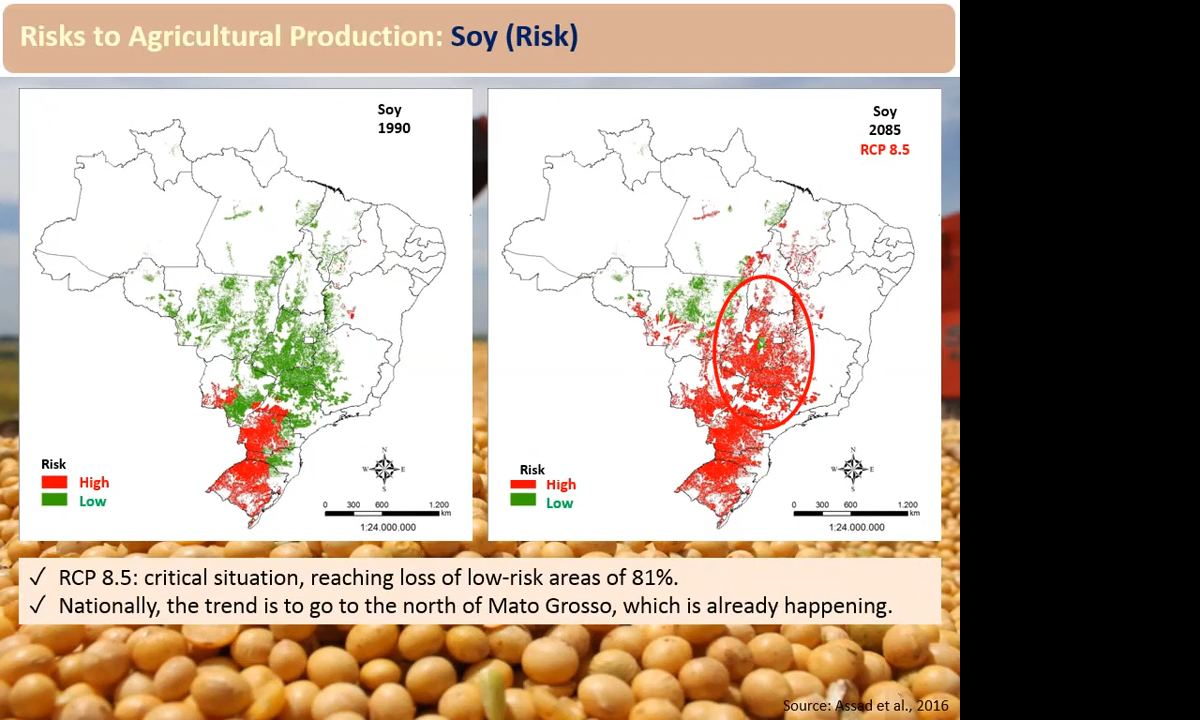 Risks to Agricultural Production: Soy (Risk)
Soy
1990
Risk
High
Low
N
W E
S
0 300 600 1.200
km
1:24.000.000
Soy
2085
RCP 8.5
Risk
High
Low
N
W E
S
0 300 600 1.200
km
1:24.000.000
✓ RCP 8.5: critical situation, reaching loss of low-risk areas of 81%.
✓ Nationally, the trend is to go to the north of Mato Grosso, which is already happening.
Source: Assad et al., 2016